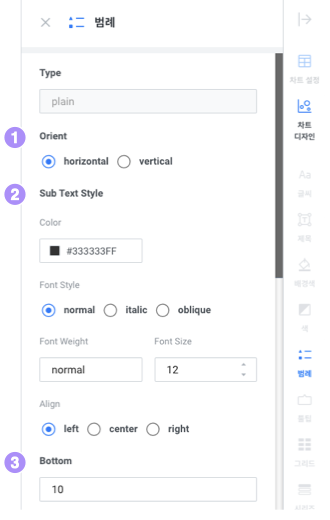 범례
Type
plain
1 Orient
horizontal vertical
2 Sub Text Style
Color
#333333FF
Font Style
normal italic oblique
Font Weight Font Size
normal 12
Align
left center right
3 Bottom
10
차트 설정
차트
디자인
Aa
글씨
제목
배경색
색
범례
툴팁
그리드